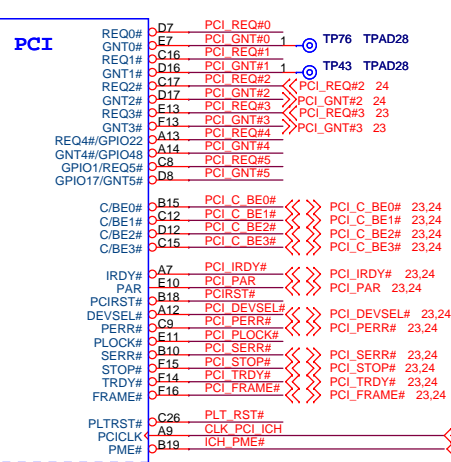 PCI
REQ0# D7 PCI_REQ#0
GNT0# E7 PCI_GNT#0 1 TP76 TPAD28
REQ1# C16 PCI_REQ#1
GNT1# D16 PCI_GNT#1 1 TP43 TPAD28
REQ2# C17 PCI_REQ#2 PCI_REQ#2 24
GNT2# D17 PCI_GNT#2 PCI_GNT#2 24
REQ3# E13 PCI_REQ#3 PCI_REQ#3 23
GNT3# F13 PCI_GNT#3 PCI_GNT#3 23
REQ4#/GPIO22 A13 PCI_REQ#4
GNT4#/GPIO48 A14 PCI_GNT#4
GPIO1/REQ5# C8 PCI_REQ#5
GPIO17/GNT5# D8 PCI_GNT#5
C/BE0# B15 PCI_C_BE0# PCI_C_BE0# 23,24
C/BE1# C12 PCI_C_BE1# PCI_C_BE1# 23,24
C/BE2# D12 PCI_C_BE2# PCI_C_BE2# 23,24
C/BE3# C15 PCI_C_BE3# PCI_C_BE3# 23,24
IRDY# A7 PCI_IRDY# PCI_IRDY# 23,24
PAR E10 PCI_PAR PCI_PAR 23,24
PCIRST# B18 PCIRST#
DEVSEL# A12 PCI_DEVSEL# PCI_DEVSEL# 23,24
PERR# C9 PCI_PERR# PCI_PERR# 23,24
PLOCK# E11 PCI_PLOCK#
SERR# B10 PCI_SERR# PCI_SERR# 23,24
STOP# F15 PCI_STOP# PCI_STOP# 23,24
TRDY# F14 PCI_TRDY# PCI_TRDY# 23,24
FRAME# F16 PCI_FRAME# PCI_FRAME# 23,24
PLTRST# C26 PLT_RST#
PCICLK A9 CLK_PCI_ICH
PME# B19 ICH_PME#